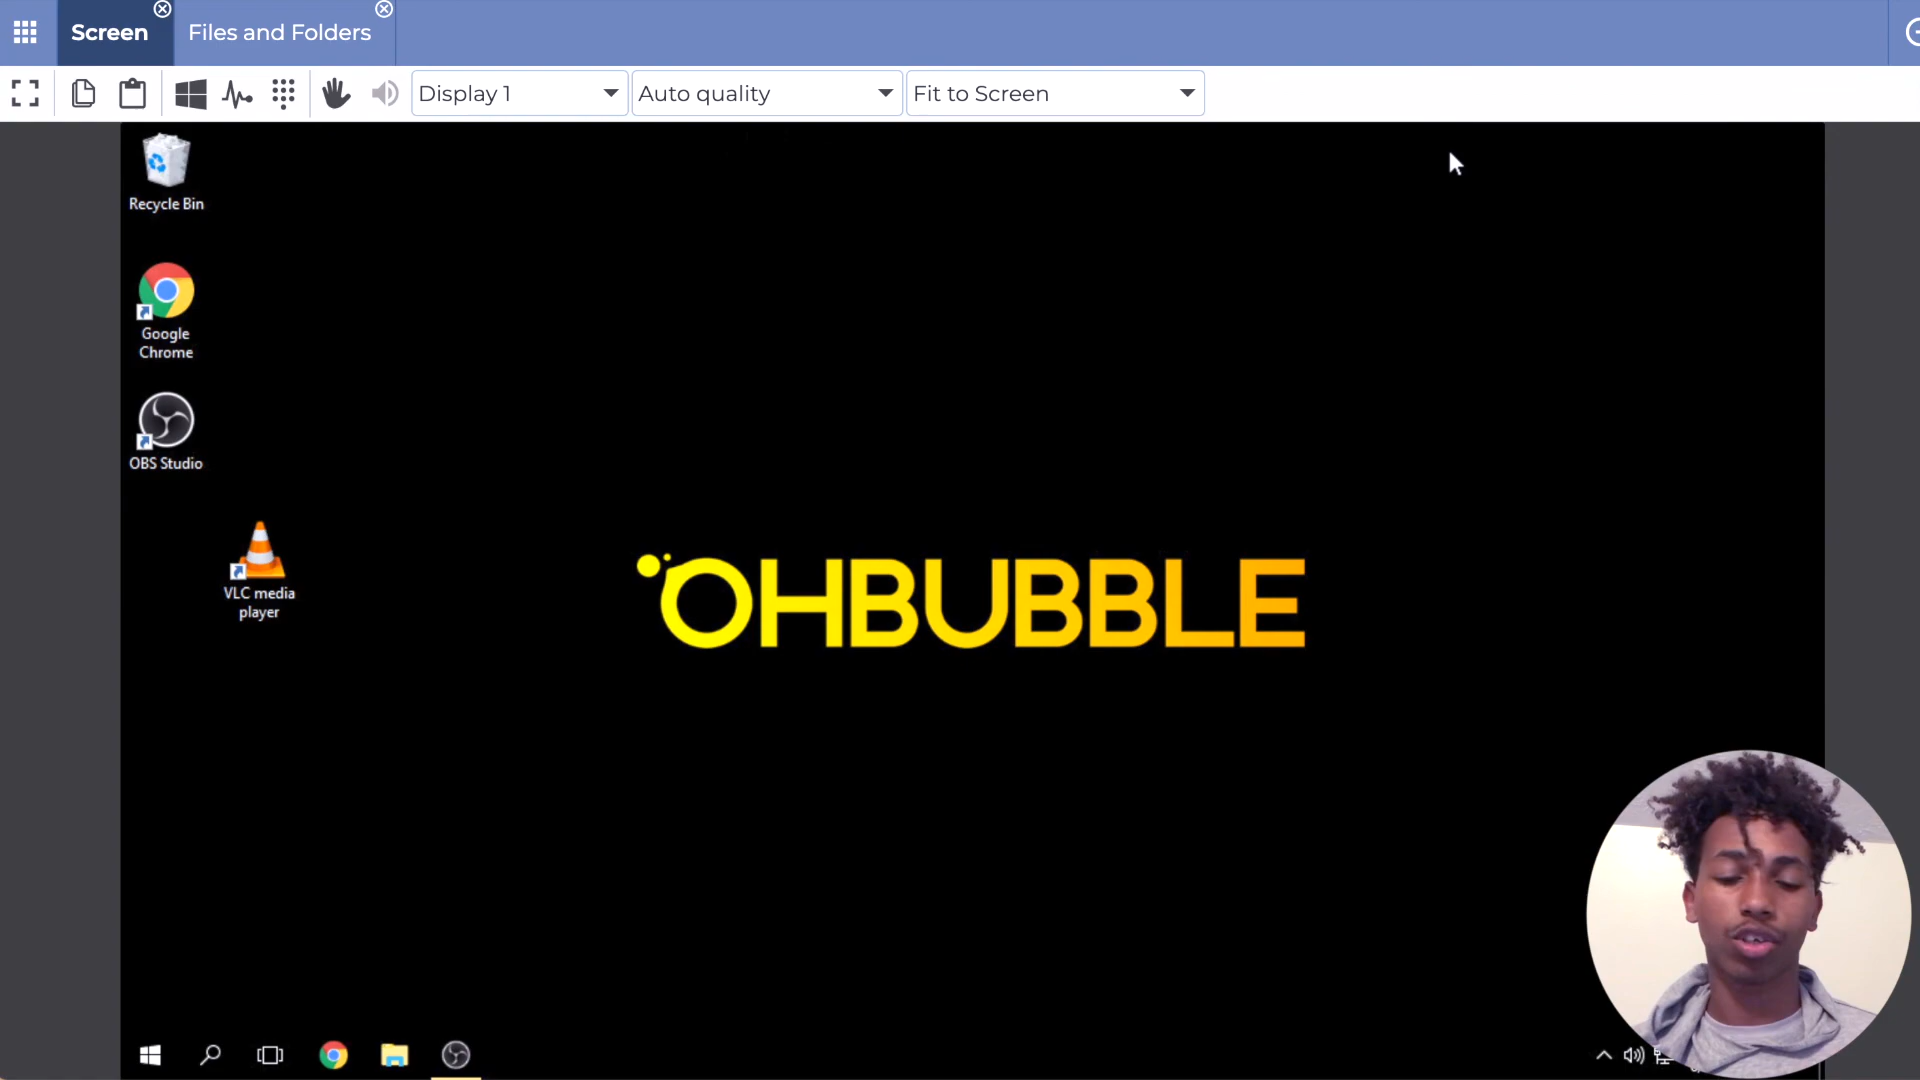 Screen
Files and Folders
Display 1
Auto quality
Fit to Screen
Recycle Bin
Google
Chrome
OBS Studio
VLC media
player
OHBUBBLE